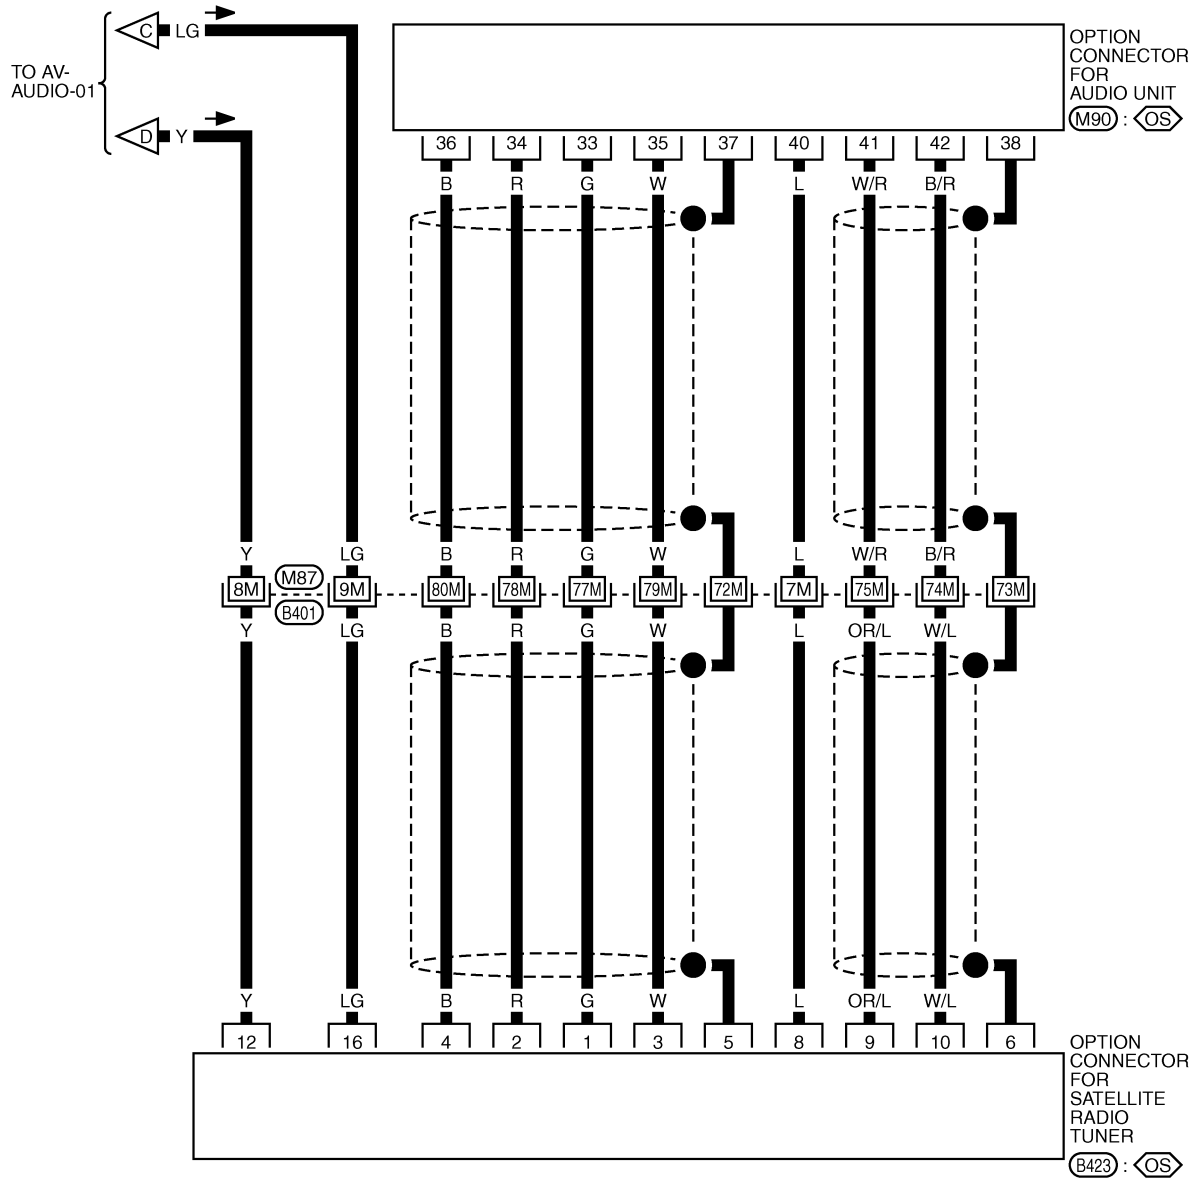 C LG
TO AV-
AUDIO-01
D Y
OPTION
CONNECTOR
FOR
AUDIO UNIT
M90 : OS
36 34 33 35 37 40 41 42 38
B R G W L W/R B/R
Y LG B R G W L W/R B/R
M87
8M 9M 80M 78M 77M 79M 72M 7M 75M 74M 73M
B401
Y LG B R G W L OR/L W/L
Y LG B R G W L OR/L W/L
12 16 4 2 1 3 5 8 9 10 6
OPTION
CONNECTOR
FOR
SATELLITE
RADIO
TUNER
B423 : OS